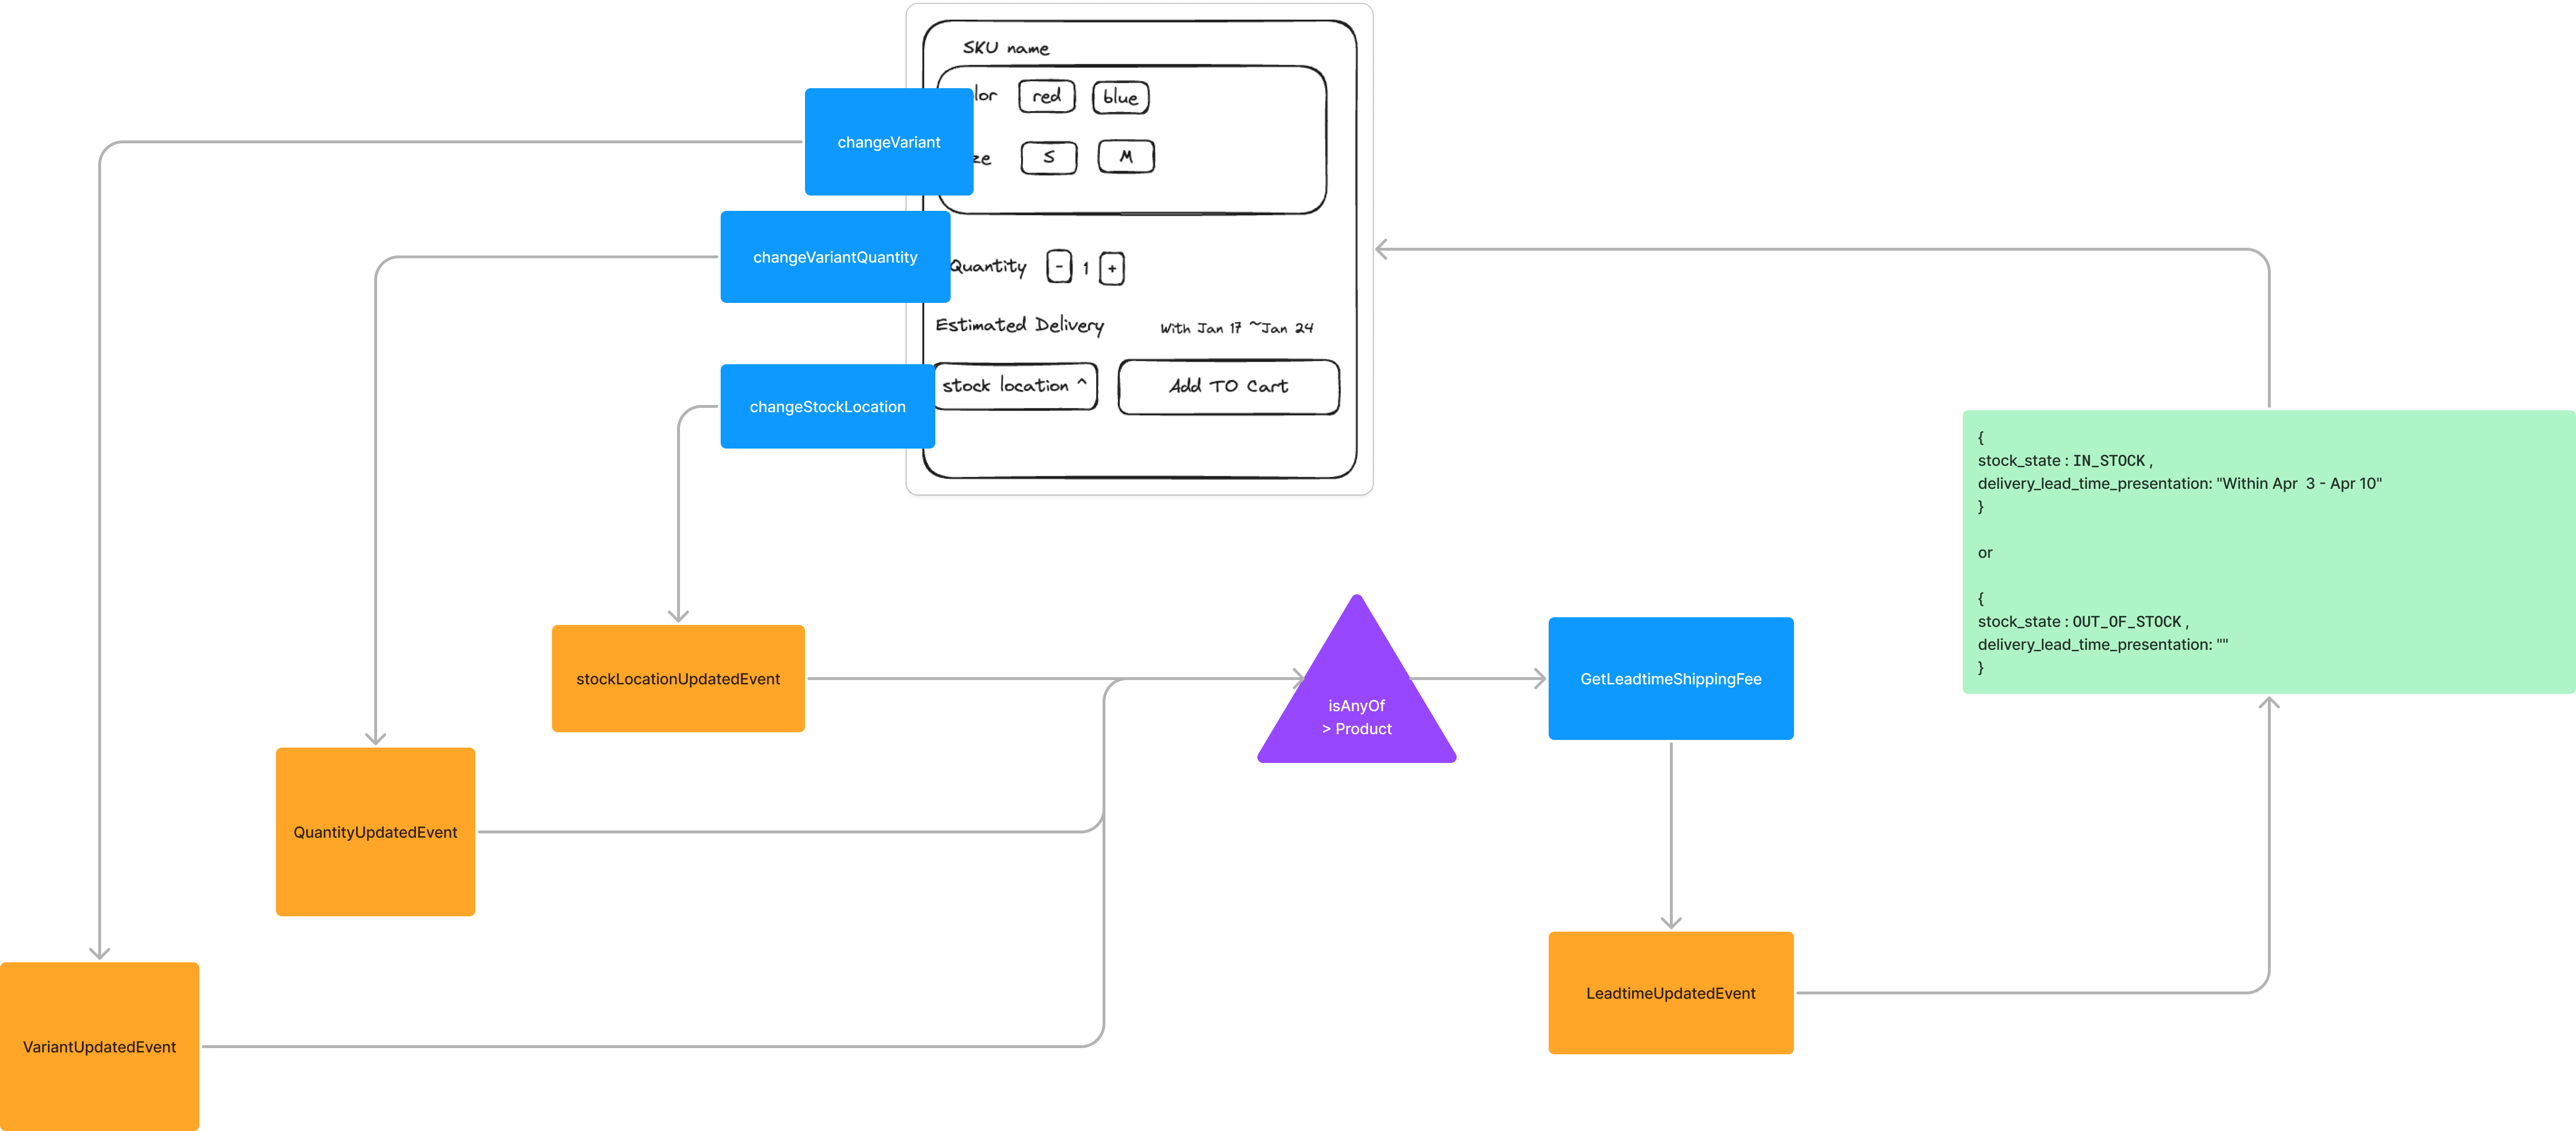 SKU name
lor red blue
changeVariant
ze S M
changeVariantQuantity
Quantity - 1 +
Estimated Delivery With Jan 17 ~Jan 24
changeStockLocation
stock location ^ Add TO Cart
{
stock_state : IN_STOCK ,
delivery_lead_time_presentation: "Within Apr  3 - Apr 10"
}
or
{
stock_state : OUT_OF_STOCK ,
delivery_lead_time_presentation: ""
}
stockLocationUpdatedEvent
isAnyOf
> Product
GetLeadtimeShippingFee
QuantityUpdatedEvent
LeadtimeUpdatedEvent
VariantUpdatedEvent